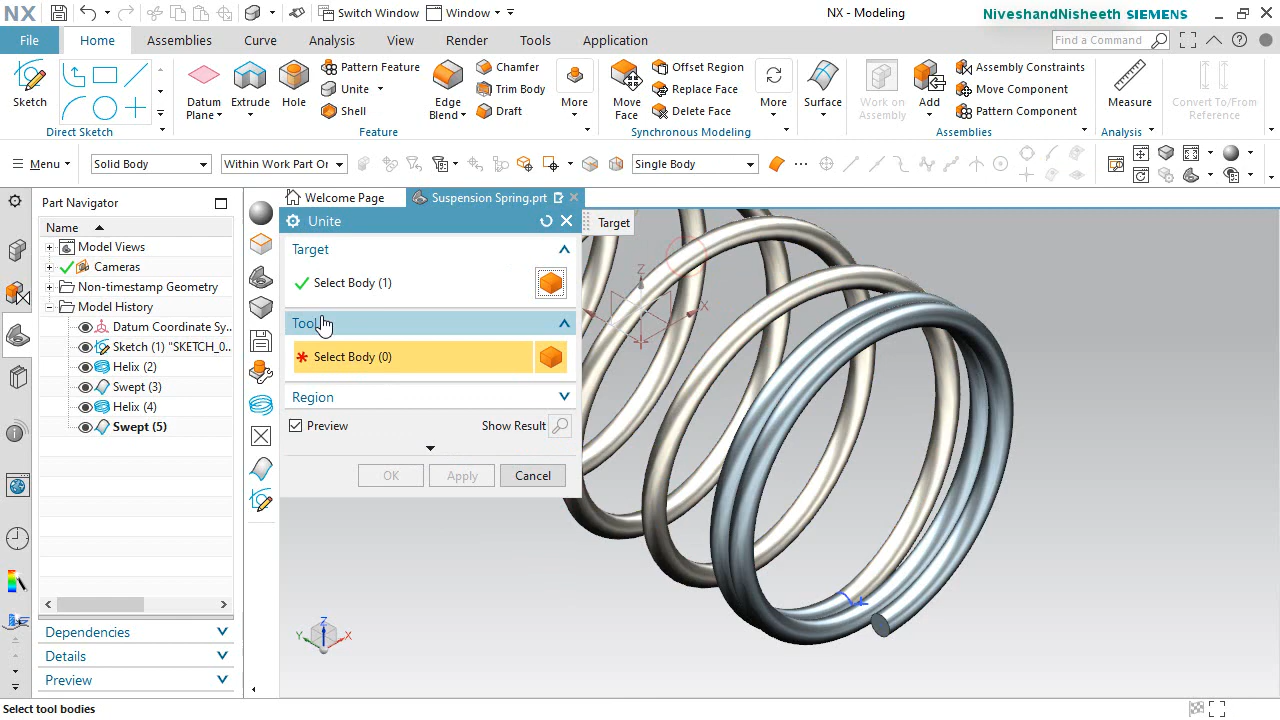 NX
Switch Window
Window
NX - Modeling
NiveshandNisheeth SIEMENS
File
Home
Assemblies
Curve
Analysis
View
Render
Tools
Application
Find a Command
Sketch
Direct Sketch
Datum Plane
Extrude
Hole
Pattern Feature
Unite
Shell
Edge Blend
Chamfer
Trim Body
Draft
More
Feature
Move Face
Offset Region
Replace Face
Delete Face
More
Synchronous Modeling
Surface
Work on Assembly
Add
Assembly Constraints
Move Component
Pattern Component
Assemblies
Measure
Analysis
Convert To/From Reference
Menu
Solid Body
Within Work Part On
Single Body
Part Navigator
Welcome Page
Suspension Spring.prt
Name
Model Views
Cameras
Non-timestamp Geometry
Model History
Datum Coordinate Sy...
Sketch (1) "SKETCH_0...
Helix (2)
Swept (3)
Helix (4)
Swept (5)
Dependencies
Details
Preview
Unite
Target
Select Body (1)
Tool
Select Body (0)
Region
Preview
Show Result
OK
Apply
Cancel
Target
Z
X
Z
Y
X
Select tool bodies